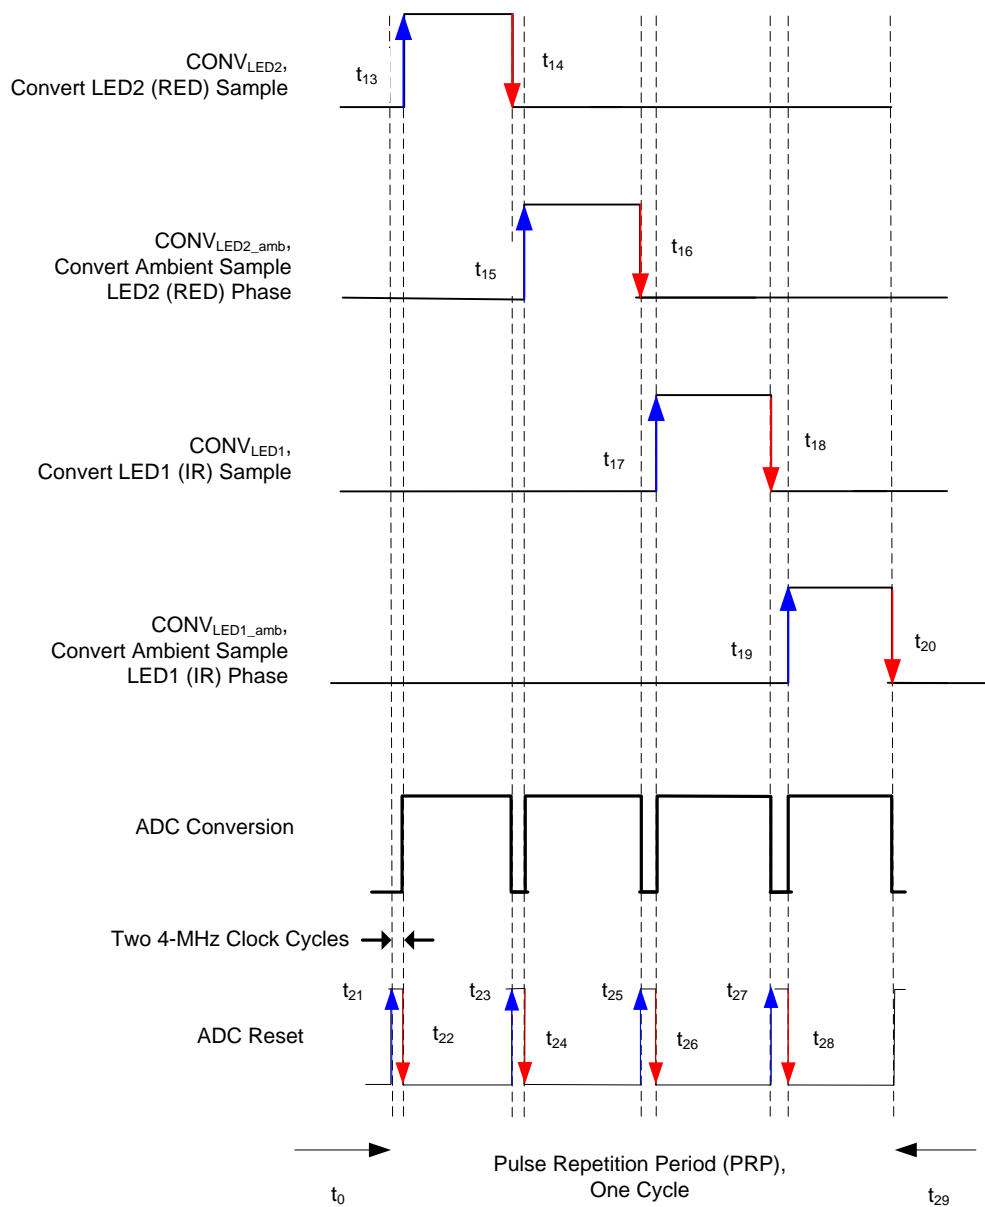 CONVLED2,
Convert LED2 (RED) Sample
t13
t14
CONVLED2_amb,
Convert Ambient Sample
LED2 (RED) Phase
t15
t16
CONVLED1,
Convert LED1 (IR) Sample
t17
t18
CONVLED1_amb,
Convert Ambient Sample
LED1 (IR) Phase
t19
t20
ADC Conversion
Two 4-MHz Clock Cycles
t21
t23
t25
t27
ADC Reset
t22
t24
t26
t28
Pulse Repetition Period (PRP),
One Cycle
t0
t29